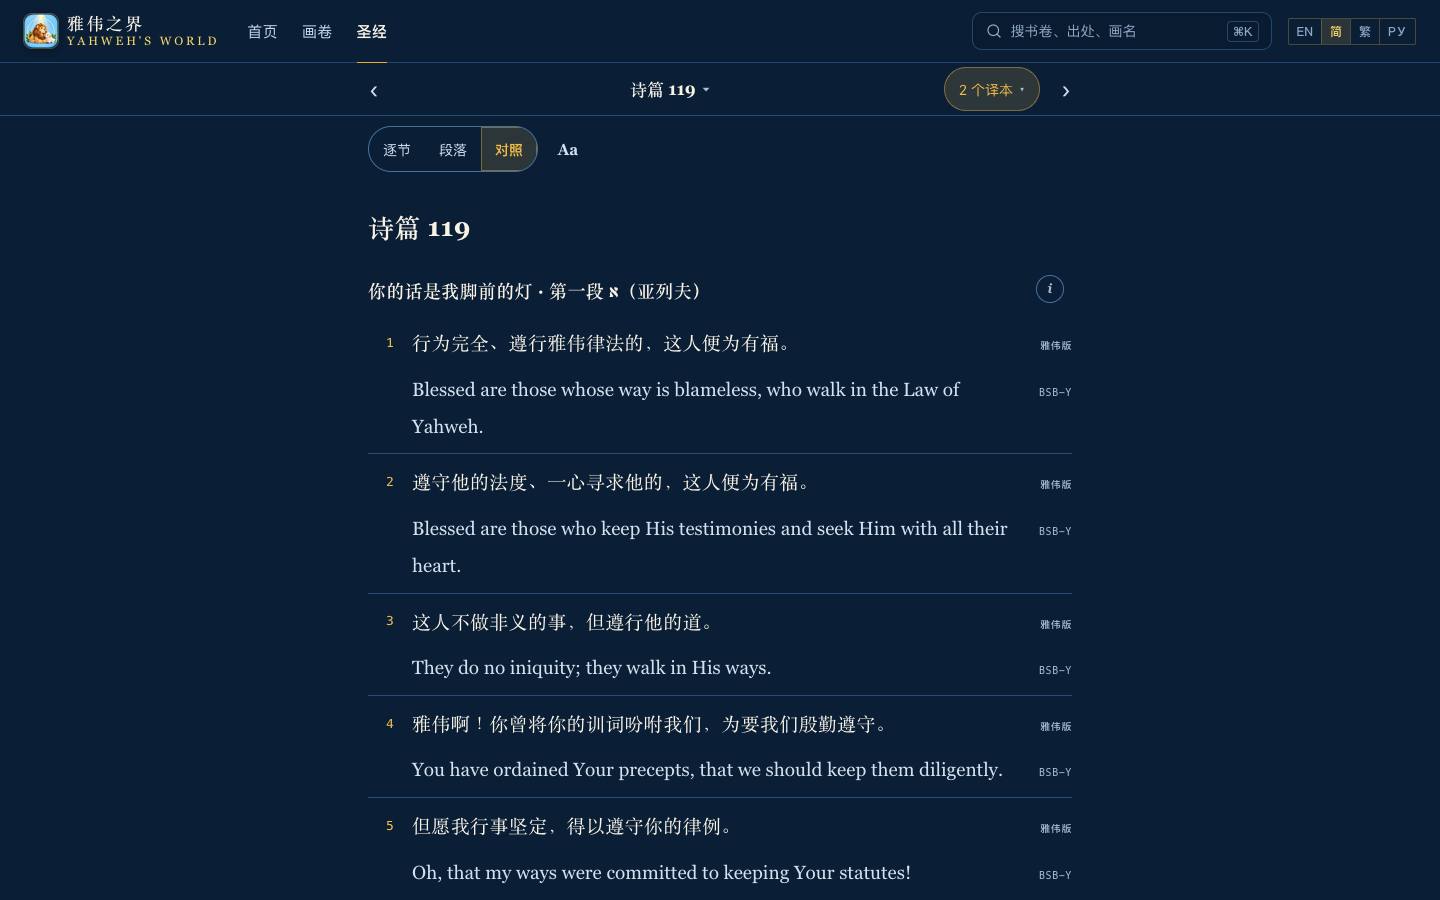 雅伟之界
YAHWEH'S WORLD
首页 画卷 圣经
搜书卷、出处、画名 ⌘K
EN 简 繁 РУ
‹ 诗篇 119 2 个译本 ›
逐节 段落 对照 Aa
诗篇 119
你的话是我脚前的灯 · 第一段 א（亚列夫） i
1 行为完全、遵行雅伟律法的，这人便为有福。 雅伟版
Blessed are those whose way is blameless, who walk in the Law of BSB–Y
Yahweh.
2 遵守他的法度、一心寻求他的，这人便为有福。 雅伟版
Blessed are those who keep His testimonies and seek Him with all their BSB–Y
heart.
3 这人不做非义的事，但遵行他的道。 雅伟版
They do no iniquity; they walk in His ways. BSB–Y
4 雅伟啊！你曾将你的训词吩咐我们，为要我们殷勤遵守。 雅伟版
You have ordained Your precepts, that we should keep them diligently. BSB–Y
5 但愿我行事坚定，得以遵守你的律例。 雅伟版
Oh, that my ways were committed to keeping Your statutes! BSB–Y